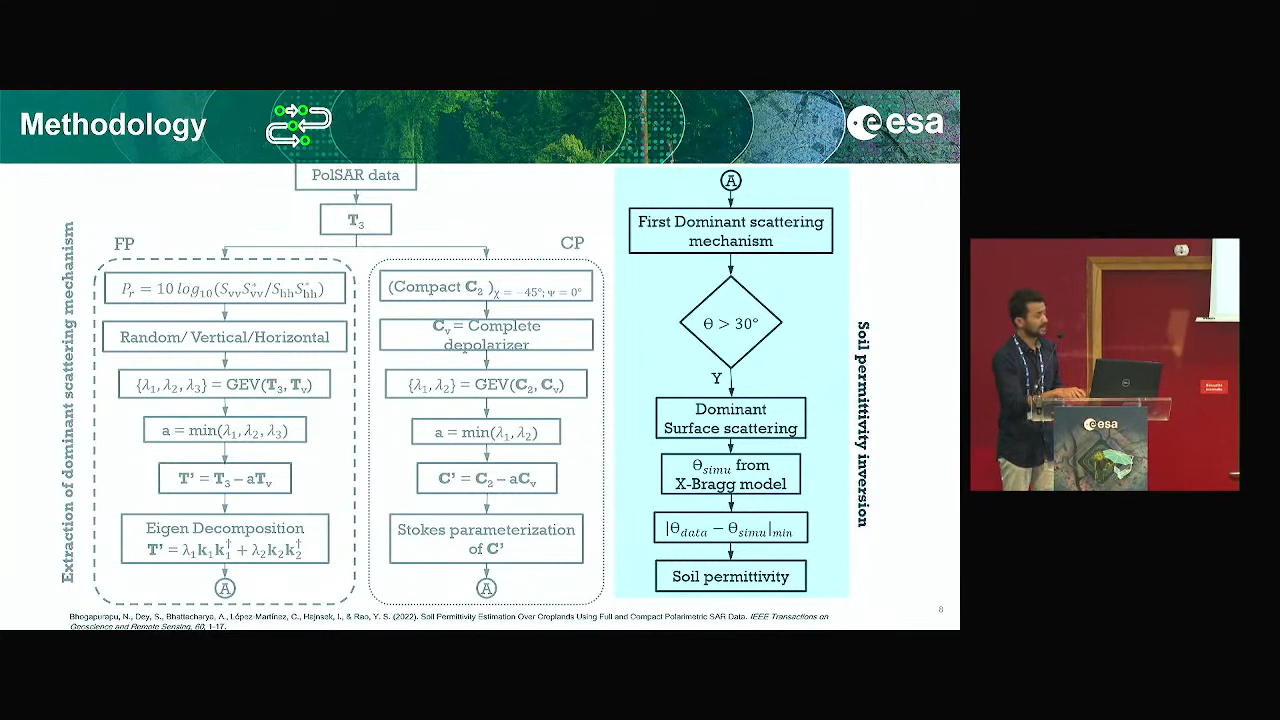 Methodology
esa
PolSAR data
T₃
FP
CP
Extraction of dominant scattering mechanism
P_r = 10 log₁₀(S_vv S*_vv / S_hh S*_hh)
Random/ Vertical/Horizontal
{λ₁, λ₂, λ₃} = GEV(T₃, T_v)
a = min(λ₁, λ₂, λ₃)
T' = T₃ – aT_v
Eigen Decomposition
T' = λ₁k₁k₁† + λ₂k₂k₂†
A
(Compact C₂)χ = –45°; Ψ = 0°
C_v = Complete
depolarizer
{λ₁, λ₂} = GEV(C₂, C_v)
a = min(λ₁, λ₂)
C' = C₂ – aC_v
Stokes parameterization
of C'
A
A
First Dominant scattering
mechanism
Θ > 30°
Y
Dominant
Surface scattering
Θ_simu from
X-Bragg model
|Θ_data – Θ_simu|_min
Soil permittivity
Soil permittivity inversion
Bhogapurapu, N., Dey, S., Bhattacharya, A., López-Martínez, C., Hajnsek, I., & Rao, Y. S. (2022). Soil Permittivity Estimation Over Croplands Using Full and Compact Polarimetric SAR Data. IEEE Transactions on
Geoscience and Remote Sensing, 60, 1-17.
8
esa